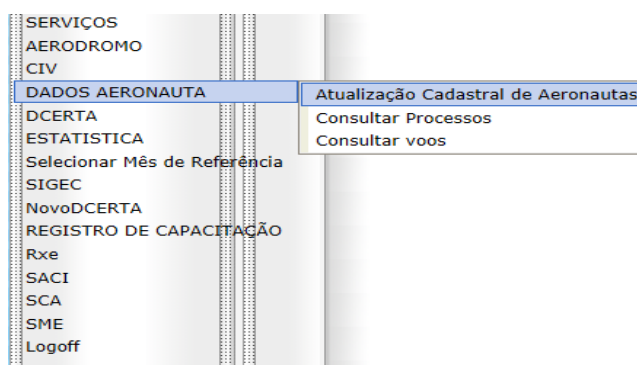 SERVIÇOS
AERODROMO
CIV
DADOS AERONAUTA
Atualização Cadastral de Aeronautas
DCERTA
Consultar Processos
ESTATISTICA
Consultar voos
Selecionar Mês de Referência
SIGEC
NovoDCERTA
REGISTRO DE CAPACITAÇÃO
Rxe
SACI
SCA
SME
Logoff